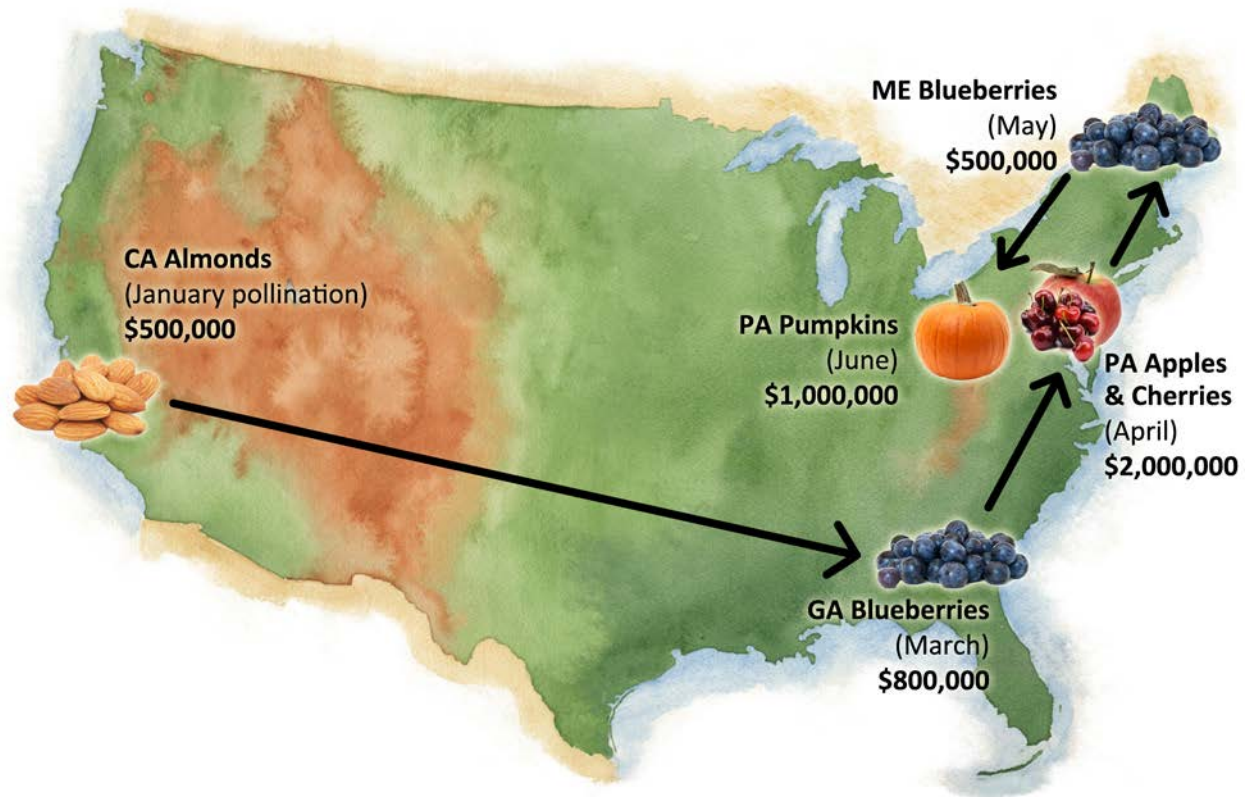 ME Blueberries
(May)
$500,000
CA Almonds
(January pollination)
$500,000
PA Pumpkins
(June)
$1,000,000
PA Apples
& Cherries
(April)
$2,000,000
GA Blueberries
(March)
$800,000